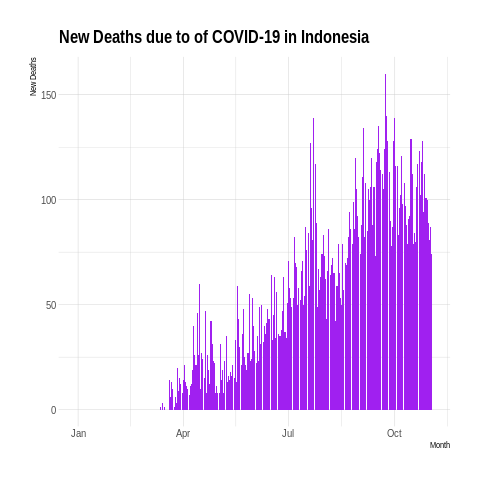 New Deaths due to of COVID-19 in Indonesia
New Deaths
150
100
50
0
Jan Apr Jul Oct
Month